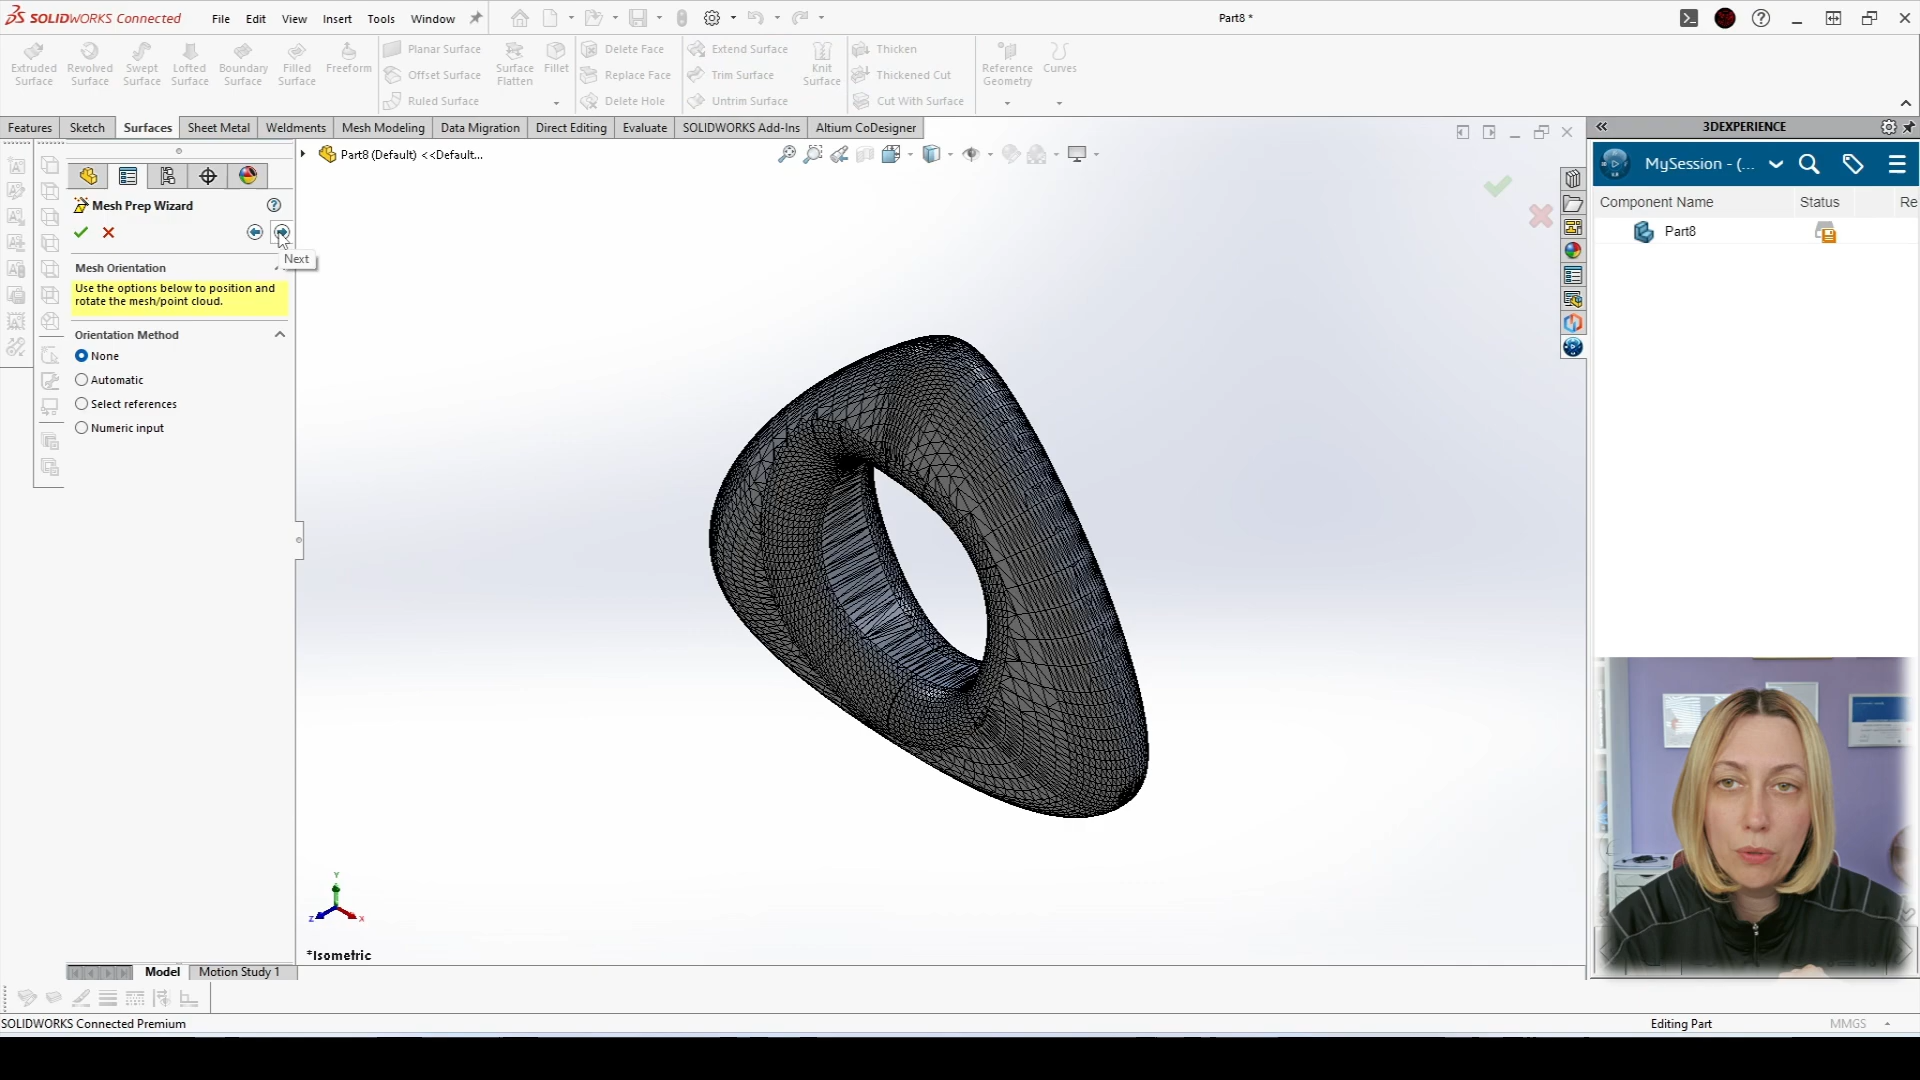 SOLIDWORKS Connected
File
Edit
View
Insert
Tools
Window
Part8 *
Extruded Surface
Revolved Surface
Swept Surface
Lofted Surface
Boundary Surface
Filled Surface
Freeform
Planar Surface
Offset Surface
Ruled Surface
Surface Flatten
Fillet
Delete Face
Replace Face
Delete Hole
Extend Surface
Trim Surface
Untrim Surface
Knit Surface
Thicken
Thickened Cut
Cut With Surface
Reference Geometry
Curves
Features
Sketch
Surfaces
Sheet Metal
Weldments
Mesh Modeling
Data Migration
Direct Editing
Evaluate
SOLIDWORKS Add-Ins
Altium CoDesigner
3DEXPERIENCE
Part8 (Default) <<Default...
MySession - (...
Component Name
Status
Re
Part8
Mesh Prep Wizard
Next
Mesh Orientation
Use the options below to position and
rotate the mesh/point cloud.
Orientation Method
None
Automatic
Select references
Numeric input
Y
Z
X
*Isometric
Model
Motion Study 1
SOLIDWORKS Connected Premium
Editing Part
MMGS